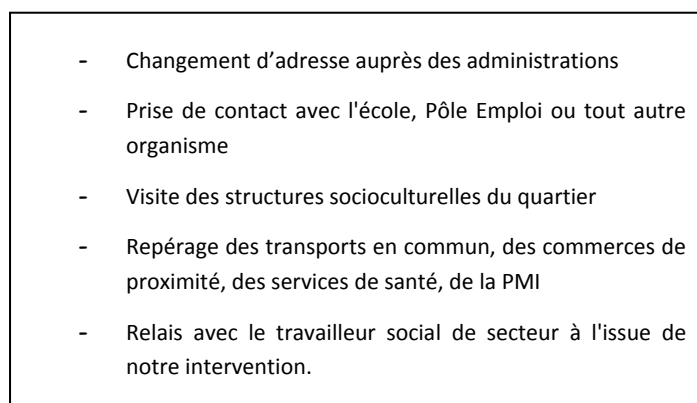 - Changement d’adresse auprès des administrations
- Prise de contact avec l'école, Pôle Emploi ou tout autre
organisme
- Visite des structures socioculturelles du quartier
- Repérage des transports en commun, des commerces de
proximité, des services de santé, de la PMI
- Relais avec le travailleur social de secteur à l'issue de
notre intervention.